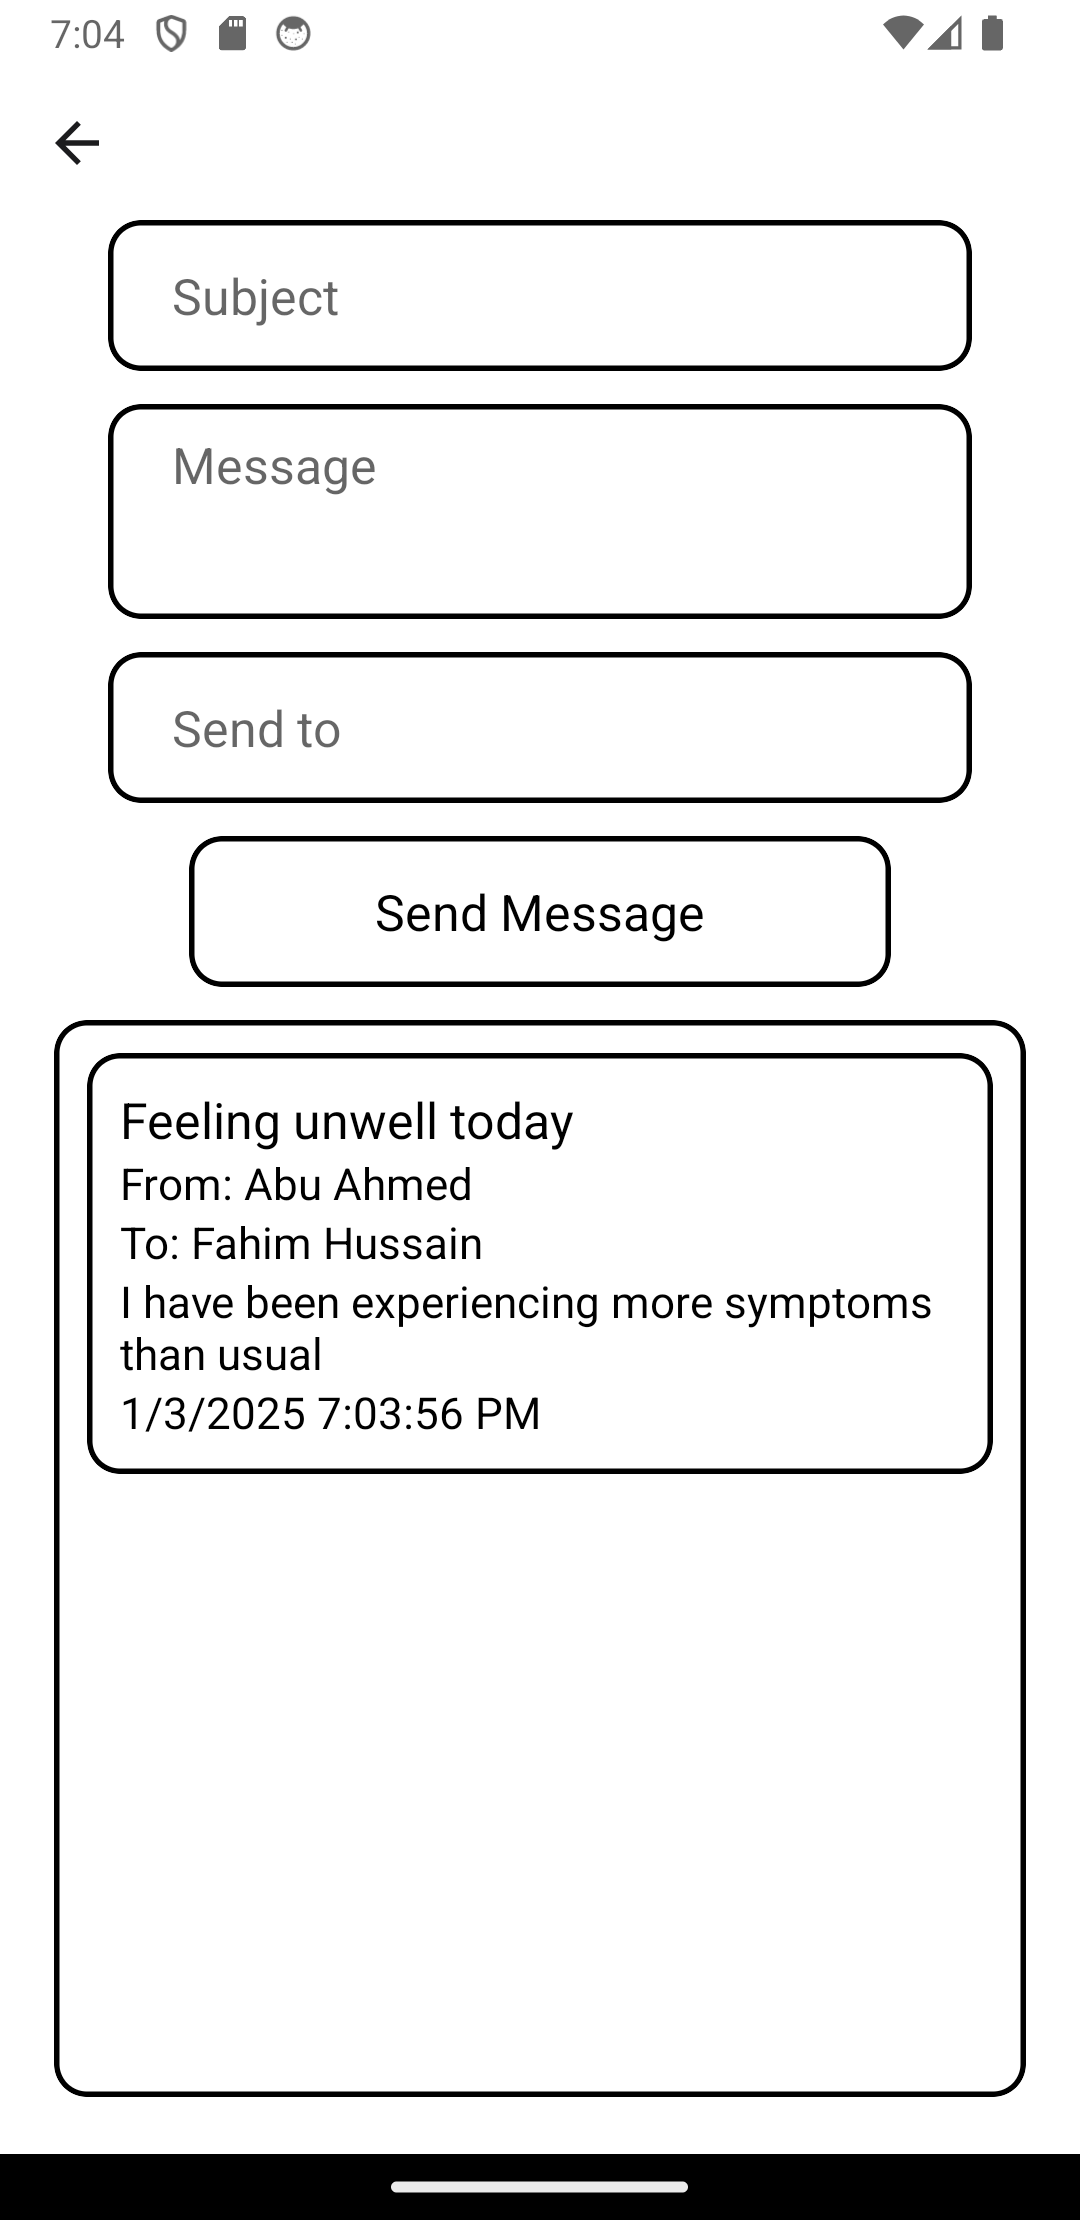 7:04
Subject
Message
Send to
Send Message
Feeling unwell today
From: Abu Ahmed
To: Fahim Hussain
I have been experiencing more symptoms
than usual
1/3/2025 7:03:56 PM